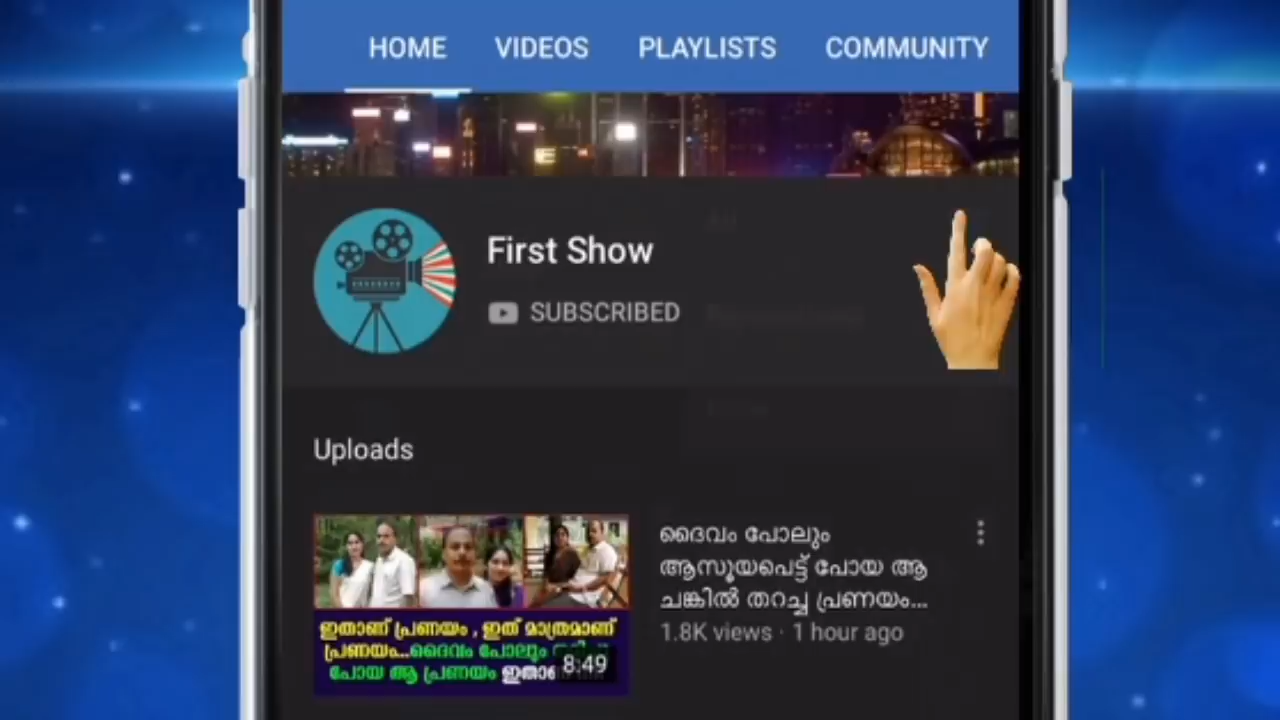 HOME VIDEOS PLAYLISTS COMMUNITY
First Show
SUBSCRIBED
Uploads
ദൈവം പോലും
ആസൂയപെട്ട് പോയ ആ
ചങ്കിൽ തറച്ച പ്രണയം...
1.8K views · 1 hour ago
ഇതാണ് പ്രണയം , ഇത് മാത്രമാണ്
പ്രണയം...ദൈവം പോലും
പോയ ആ പ്രണയം
8:49